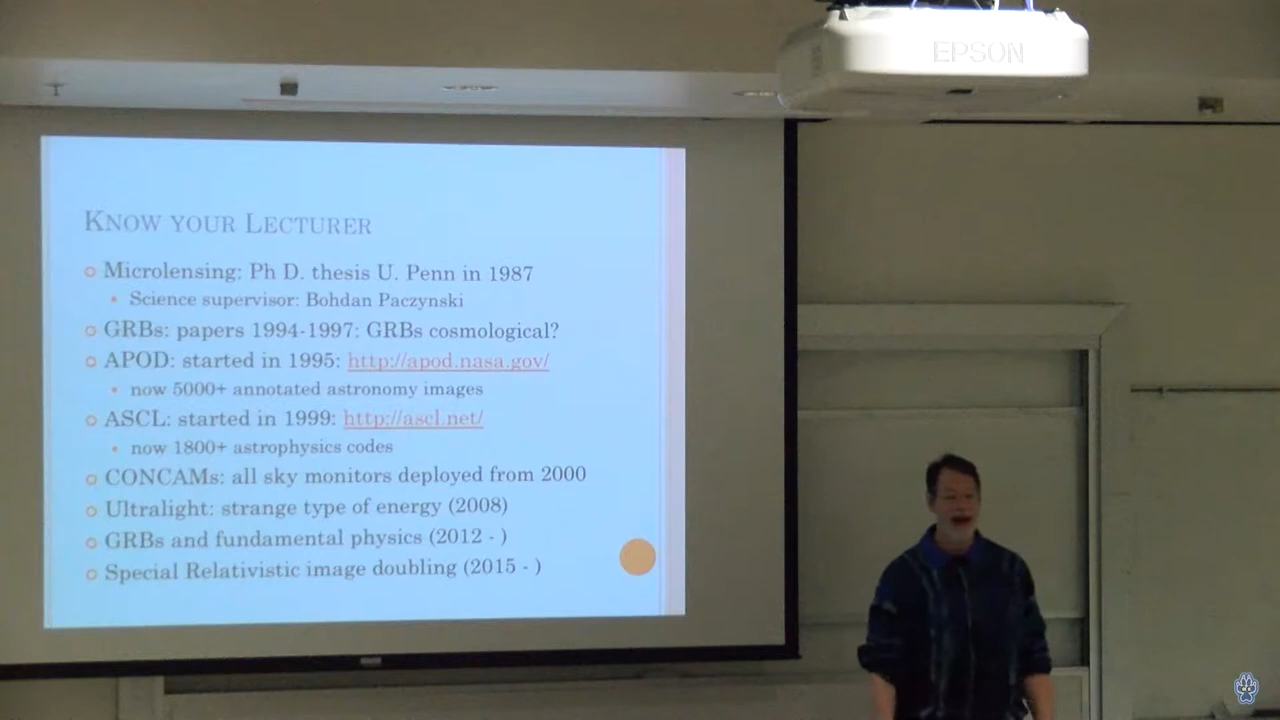 EPSON
KNOW YOUR LECTURER
Microlensing: Ph D. thesis U. Penn in 1987
Science supervisor: Bohdan Paczynski
GRBs: papers 1994-1997: GRBs cosmological?
APOD: started in 1995: http://apod.nasa.gov/
now 5000+ annotated astronomy images
ASCL: started in 1999: http://ascl.net/
now 1800+ astrophysics codes
CONCAMs: all sky monitors deployed from 2000
Ultralight: strange type of energy (2008)
GRBs and fundamental physics (2012 - )
Special Relativistic image doubling (2015 - )